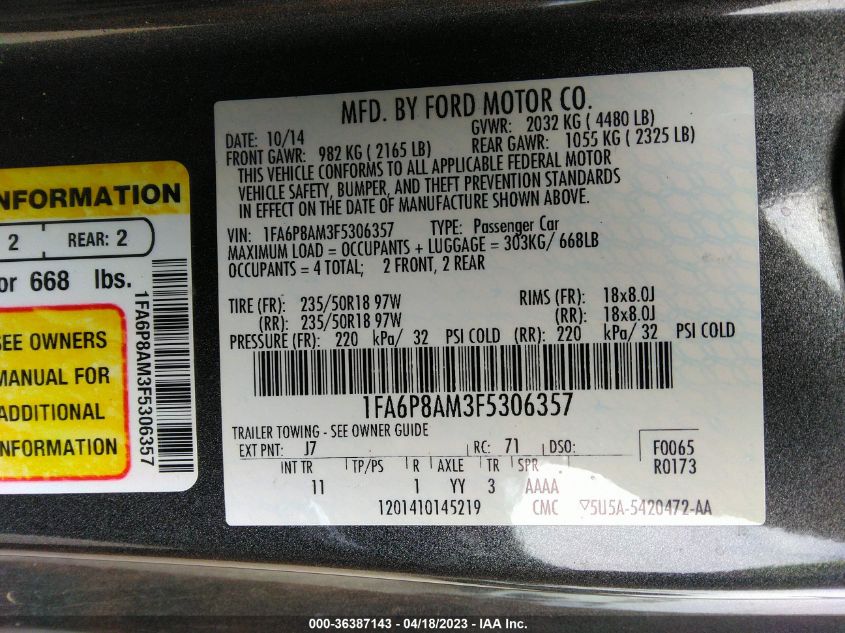 MFD. BY FORD MOTOR CO.
DATE: 10/14
GVWR: 2032 KG ( 4480 LB)
FRONT GAWR: 982 KG ( 2165 LB)
REAR GAWR: 1055 KG ( 2325 LB)
THIS VEHICLE CONFORMS TO ALL APPLICABLE FEDERAL MOTOR
VEHICLE SAFETY, BUMPER, AND THEFT PREVENTION STANDARDS
IN EFFECT ON THE DATE OF MANUFACTURE SHOWN ABOVE.
VIN: 1FA6P8AM3F5306357 TYPE: Passenger Car
MAXIMUM LOAD = OCCUPANTS + LUGGAGE = 303KG/ 668LB
OCCUPANTS = 4 TOTAL; 2 FRONT, 2 REAR
TIRE (FR): 235/50R18 97W RIMS (FR): 18x8.0J
(RR): 235/50R18 97W (RR): 18x8.0J
PRESSURE (FR): 220 kPa/ 32 PSI COLD (RR): 220 kPa/ 32 PSI COLD
1FA6P8AM3F5306357
TRAILER TOWING - SEE OWNER GUIDE
EXT PNT: J7 RC: 71 DSO: F0065
R0173
INT TR TP/PS R AXLE TR SPR
11 1 YY 3 AAAA
1201410145219 CMC ▽5U5A-5420472-AA
NFORMATION
2 REAR: 2
or 668 lbs.
SEE OWNERS
MANUAL FOR
ADDITIONAL
INFORMATION
1FA6P8AM3F5306357
000-36387143 - 04/18/2023 - IAA Inc.